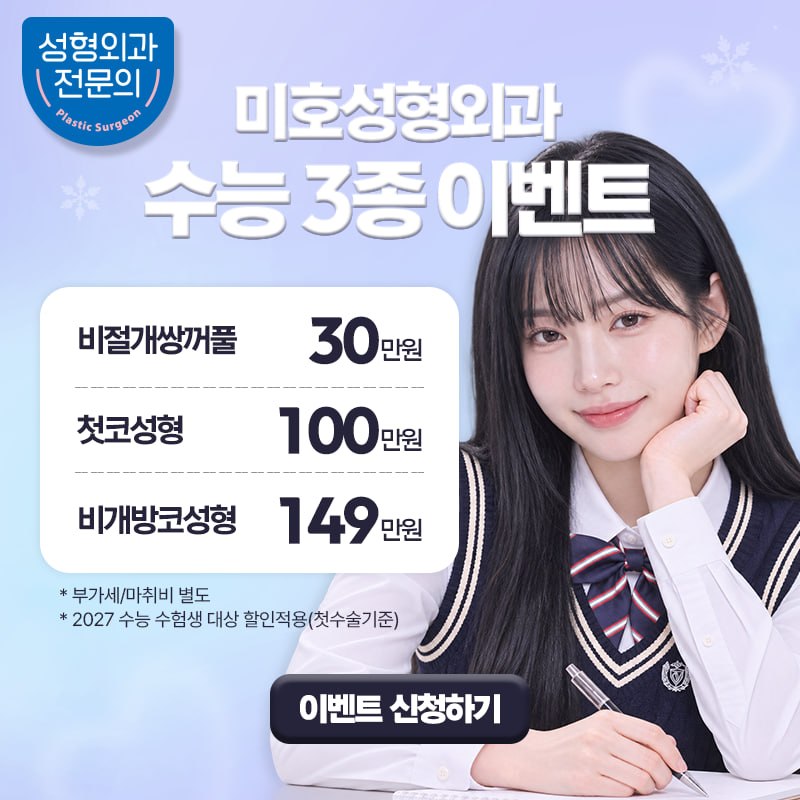 성형외과
전문의
Plastic Surgeon
미호성형외과
수능 3종 이벤트
비절개쌍꺼풀 30만원
첫코성형 100만원
비개방코성형 149만원
* 부가세/마취비 별도
* 2027 수능 수험생 대상 할인적용(첫수술기준)
이벤트 신청하기